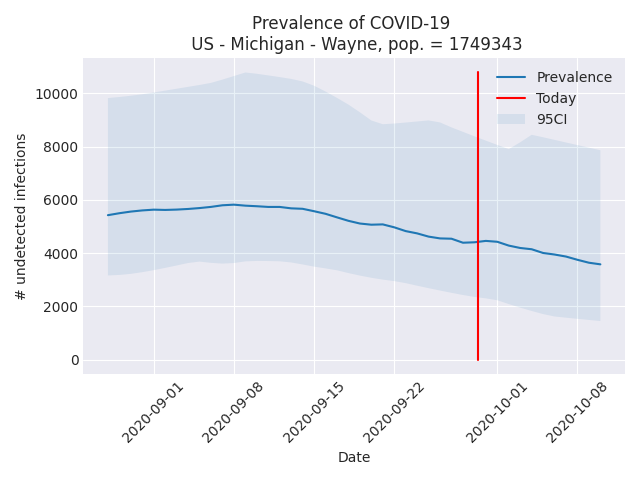 Prevalence of COVID-19
US - Michigan - Wayne, pop. = 1749343
Prevalence
Today
95CI
# undetected infections
10000
8000
6000
4000
2000
0
2020-09-01
2020-09-08
2020-09-15
2020-09-22
2020-10-01
2020-10-08
Date